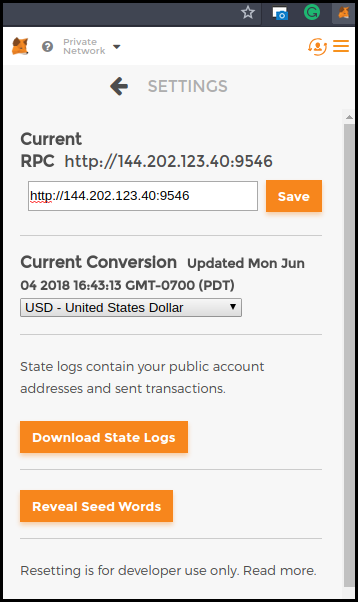 Private
Network
SETTINGS
Current
RPC http://144.202.123.40:9546
http://144.202.123.40:9546
Save
Current Conversion Updated Mon Jun
04 2018 16:43:13 GMT-0700 (PDT)
USD - United States Dollar
State logs contain your public account
addresses and sent transactions.
Download State Logs
Reveal Seed Words
Resetting is for developer use only. Read more.